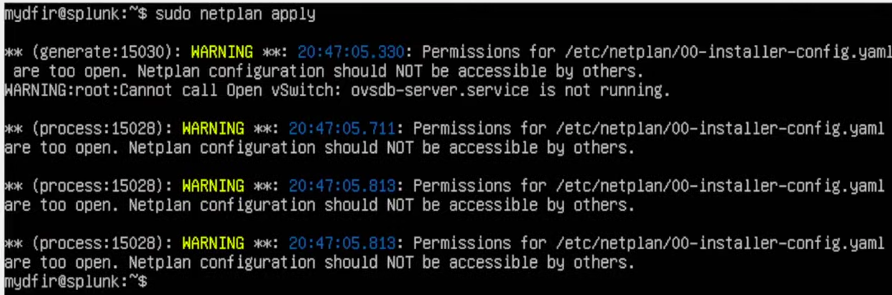 mydfir@splunk:~$ sudo netplan apply
** (generate:15030): WARNING **: 20:47:05.330: Permissions for /etc/netplan/00-installer-config.yaml
are too open. Netplan configuration should NOT be accessible by others.
WARNING:root:Cannot call Open vSwitch: ovsdb-server.service is not running.
** (process:15028): WARNING **: 20:47:05.711: Permissions for /etc/netplan/00-installer-config.yaml
are too open. Netplan configuration should NOT be accessible by others.
** (process:15028): WARNING **: 20:47:05.813: Permissions for /etc/netplan/00-installer-config.yaml
are too open. Netplan configuration should NOT be accessible by others.
** (process:15028): WARNING **: 20:47:05.813: Permissions for /etc/netplan/00-installer-config.yaml
are too open. Netplan configuration should NOT be accessible by others.
mydfir@splunk:~$